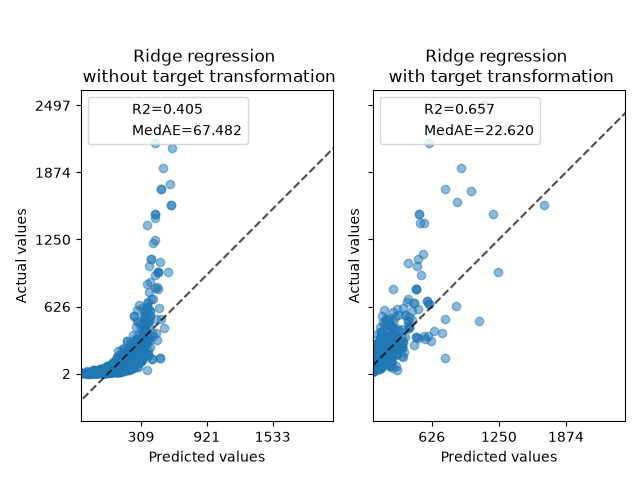 Ridge regression
without target transformation
R2=0.405
MedAE=67.482
2497
1874
1250
626
2
Actual values
309 921 1533
Predicted values
Ridge regression
with target transformation
R2=0.657
MedAE=22.620
Actual values
626 1250 1874
Predicted values